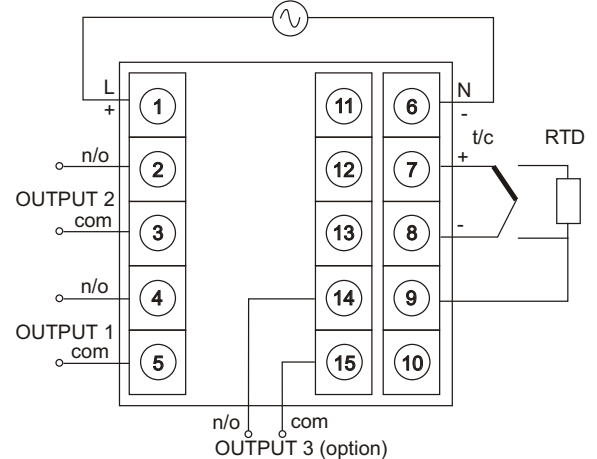 L
+
N
-
1
11
6
t/c
RTD
n/o
2
12
7
+
OUTPUT 2
com
3
13
8
-
n/o
4
14
9
OUTPUT 1
com
5
15
10
n/o
com
OUTPUT 3 (option)